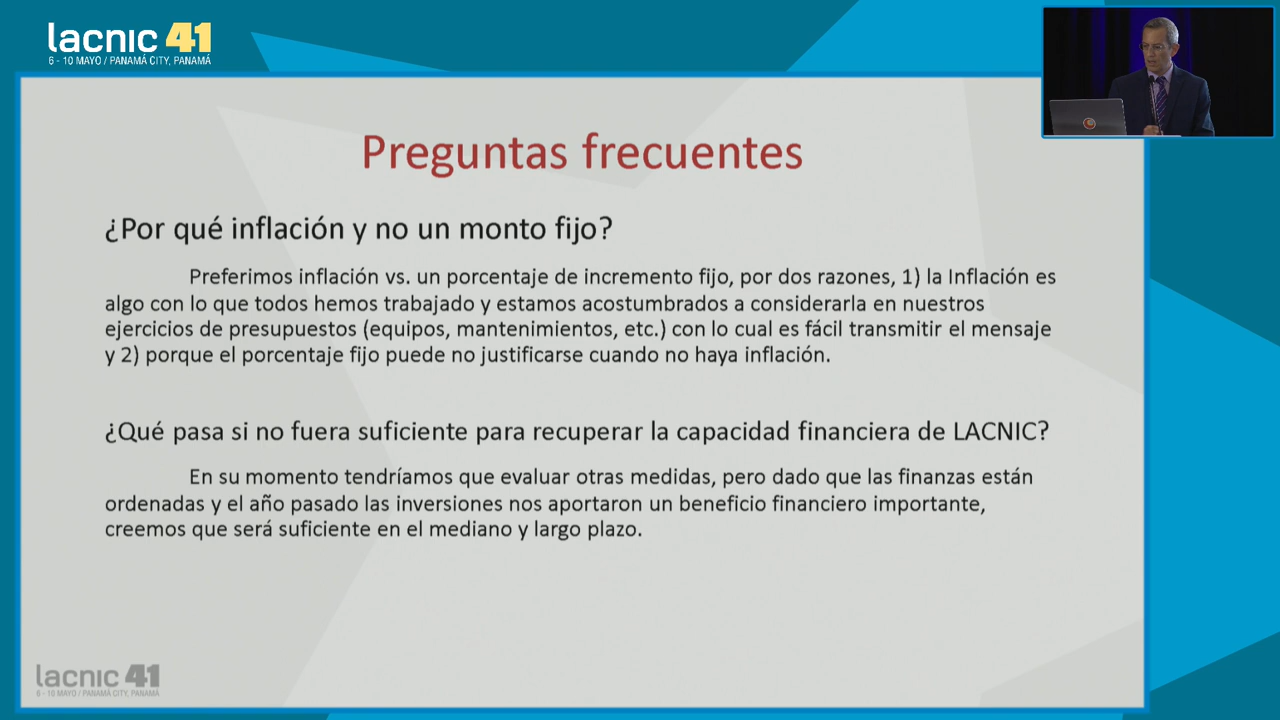 lacnic 41
6 - 10 MAYO / PANAMÁ CITY, PANAMÁ
Preguntas frecuentes
¿Por qué inflación y no un monto fijo?
Preferimos inflación vs. un porcentaje de incremento fijo, por dos razones, 1) la Inflación es
algo con lo que todos hemos trabajado y estamos acostumbrados a considerarla en nuestros
ejercicios de presupuestos (equipos, mantenimientos, etc.) con lo cual es fácil transmitir el mensaje
y 2) porque el porcentaje fijo puede no justificarse cuando no haya inflación.
¿Qué pasa si no fuera suficiente para recuperar la capacidad financiera de LACNIC?
En su momento tendríamos que evaluar otras medidas, pero dado que las finanzas están
ordenadas y el año pasado las inversiones nos aportaron un beneficio financiero importante,
creemos que será suficiente en el mediano y largo plazo.
lacnic 41
6 - 10 MAYO / PANAMÁ CITY, PANAMÁ